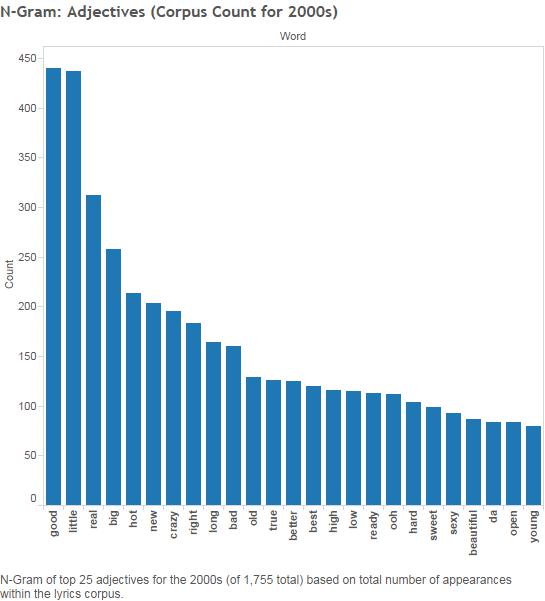 N-Gram: Adjectives (Corpus Count for 2000s)
Word
450
400
350
300
250
200
150
100
50
0
Count
good
little
real
big
hot
new
crazy
right
long
bad
old
true
better
best
high
low
ready
ooh
hard
sweet
sexy
beautiful
da
open
young
N-Gram of top 25 adjectives for the 2000s (of 1,755 total) based on total number of appearances
within the lyrics corpus.